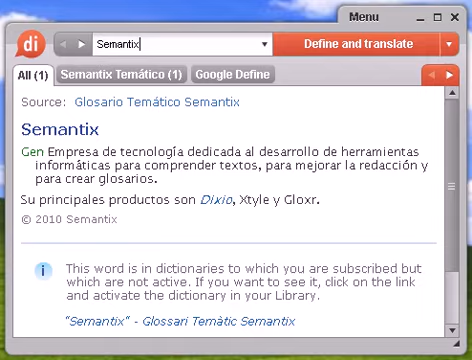 Menu
di
Semantix
Define and translate
All (1)
Semantix Temático (1)
Google Define
Source: Glosario Temático Semantix
Semantix
Gen Empresa de tecnología dedicada al desarrollo de herramientas
informáticas para comprender textos, para mejorar la redacción y
para crear glosarios.
Su principales productos son Dixio, Xtyle y Gloxr.
© 2010 Semantix
i
This word is in dictionaries to which you are subscribed but
which are not active. If you want to see it, click on the link
and activate the dictionary in your Library.
"Semantix" - Glossari Temàtic Semantix